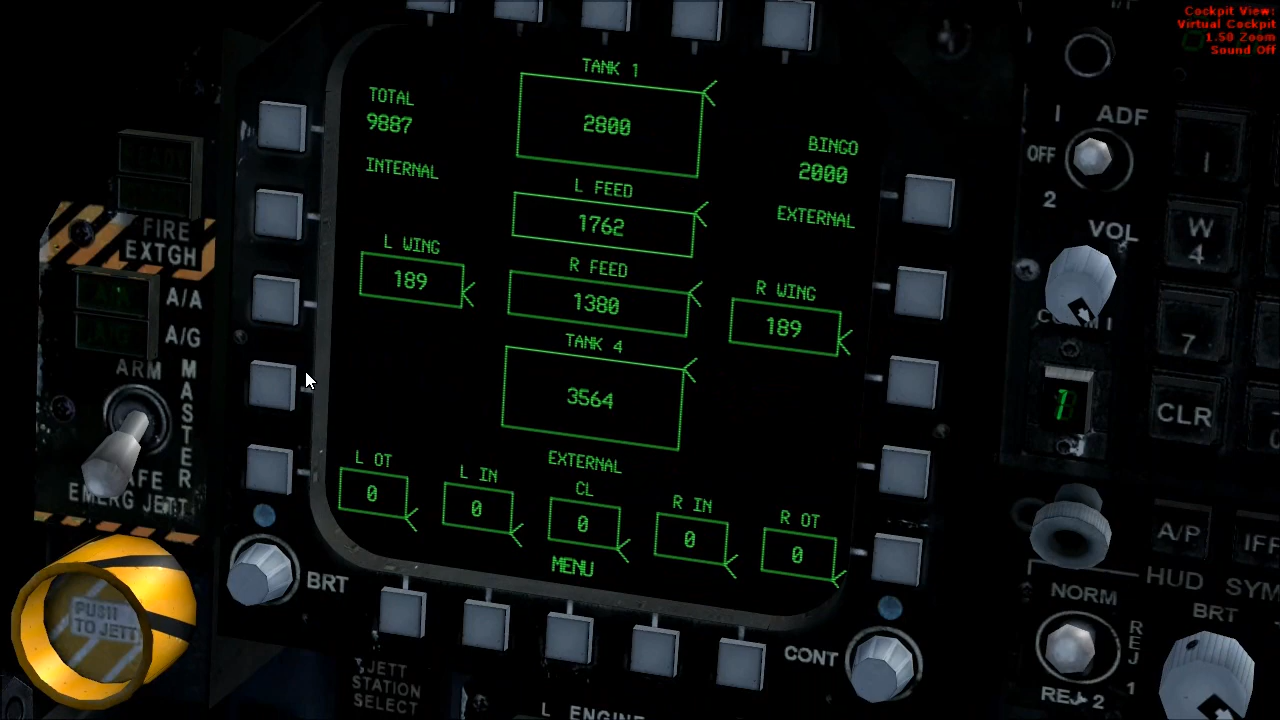 Cockpit View:
Virtual Cockpit
1.50 Zoom
Sound Off
TANK 1
2800
TOTAL
9887
BINGO
2000
INTERNAL
L FEED
1762
EXTERNAL
L WING
189
R FEED
1380
R WING
189
TANK 4
3564
EXTERNAL
L OT
0
L IN
0
CL
0
R IN
0
R OT
0
MENU
FIRE
EXTGH
A/A
A/G
ARM
MASTER
EMERG JETT
PUSH
TO JETT
BRT
JETT
STATION
SELECT
L ENGINE
CONT
I ADF
OFF
2
VOL
1
W
4
7
CLR
A/P
IFF
HUD SYM
NORM
BRT
REJ
1
REJ 2